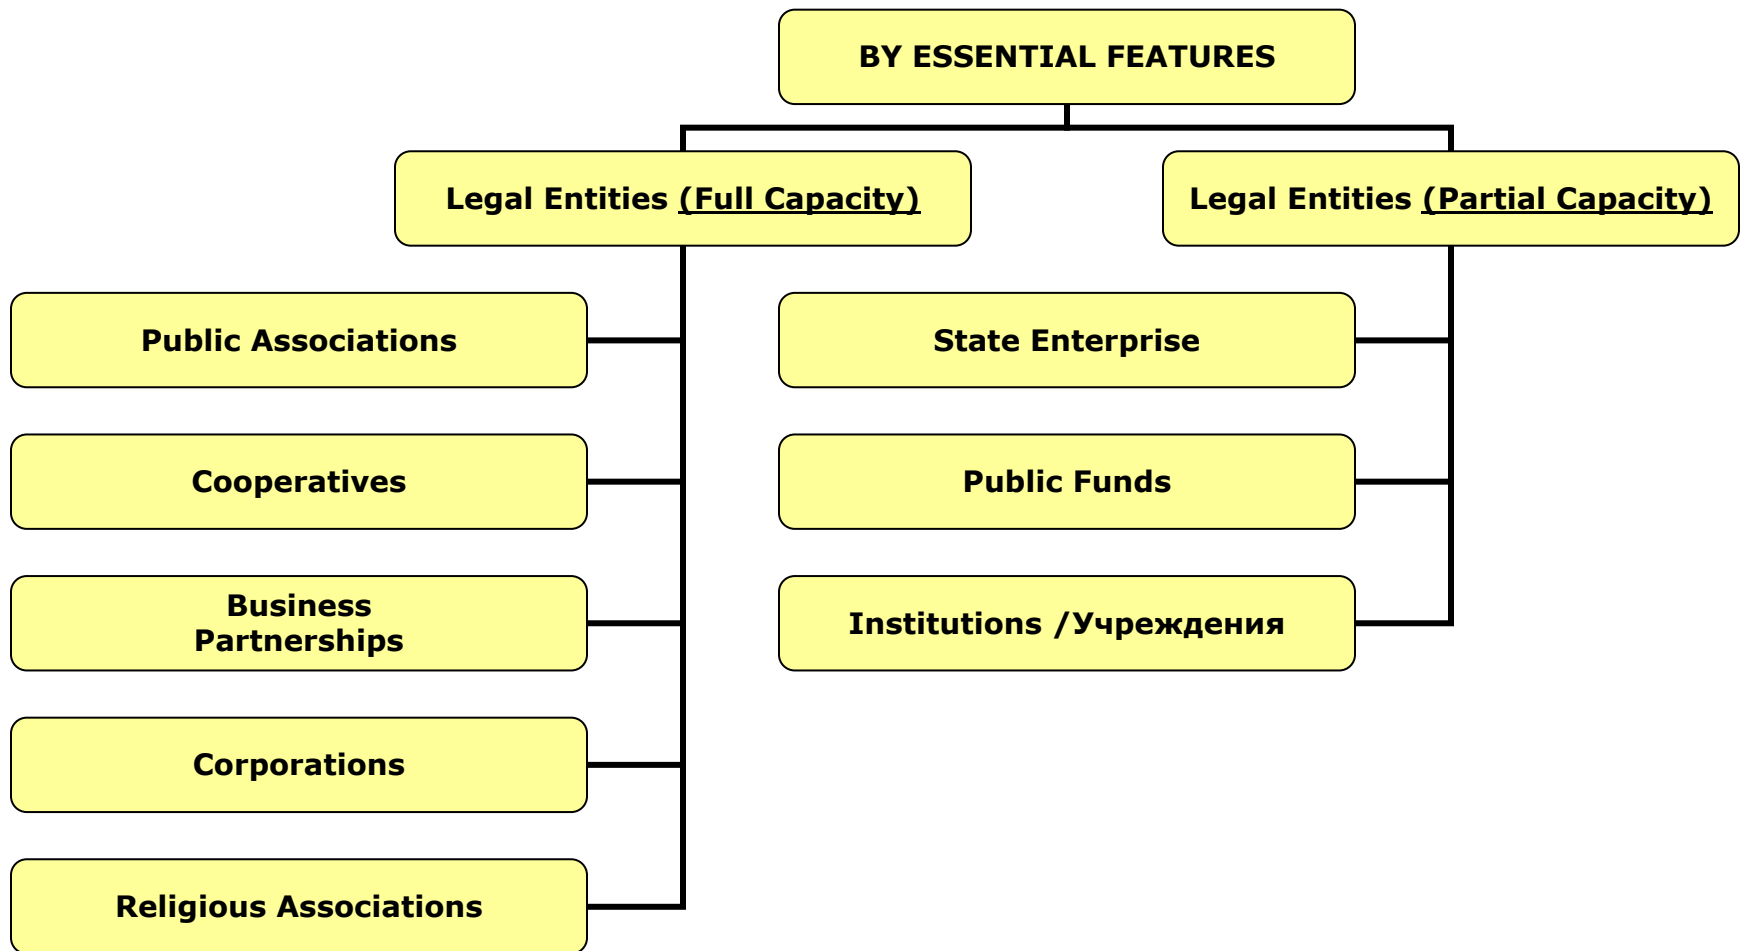 BY ESSENTIAL FEATURES
Legal Entities (Full Capacity)
Legal Entities (Partial Capacity)
Public Associations
State Enterprise
Cooperatives
Public Funds
Business
Partnerships
Institutions /Учреждения
Corporations
Religious Associations